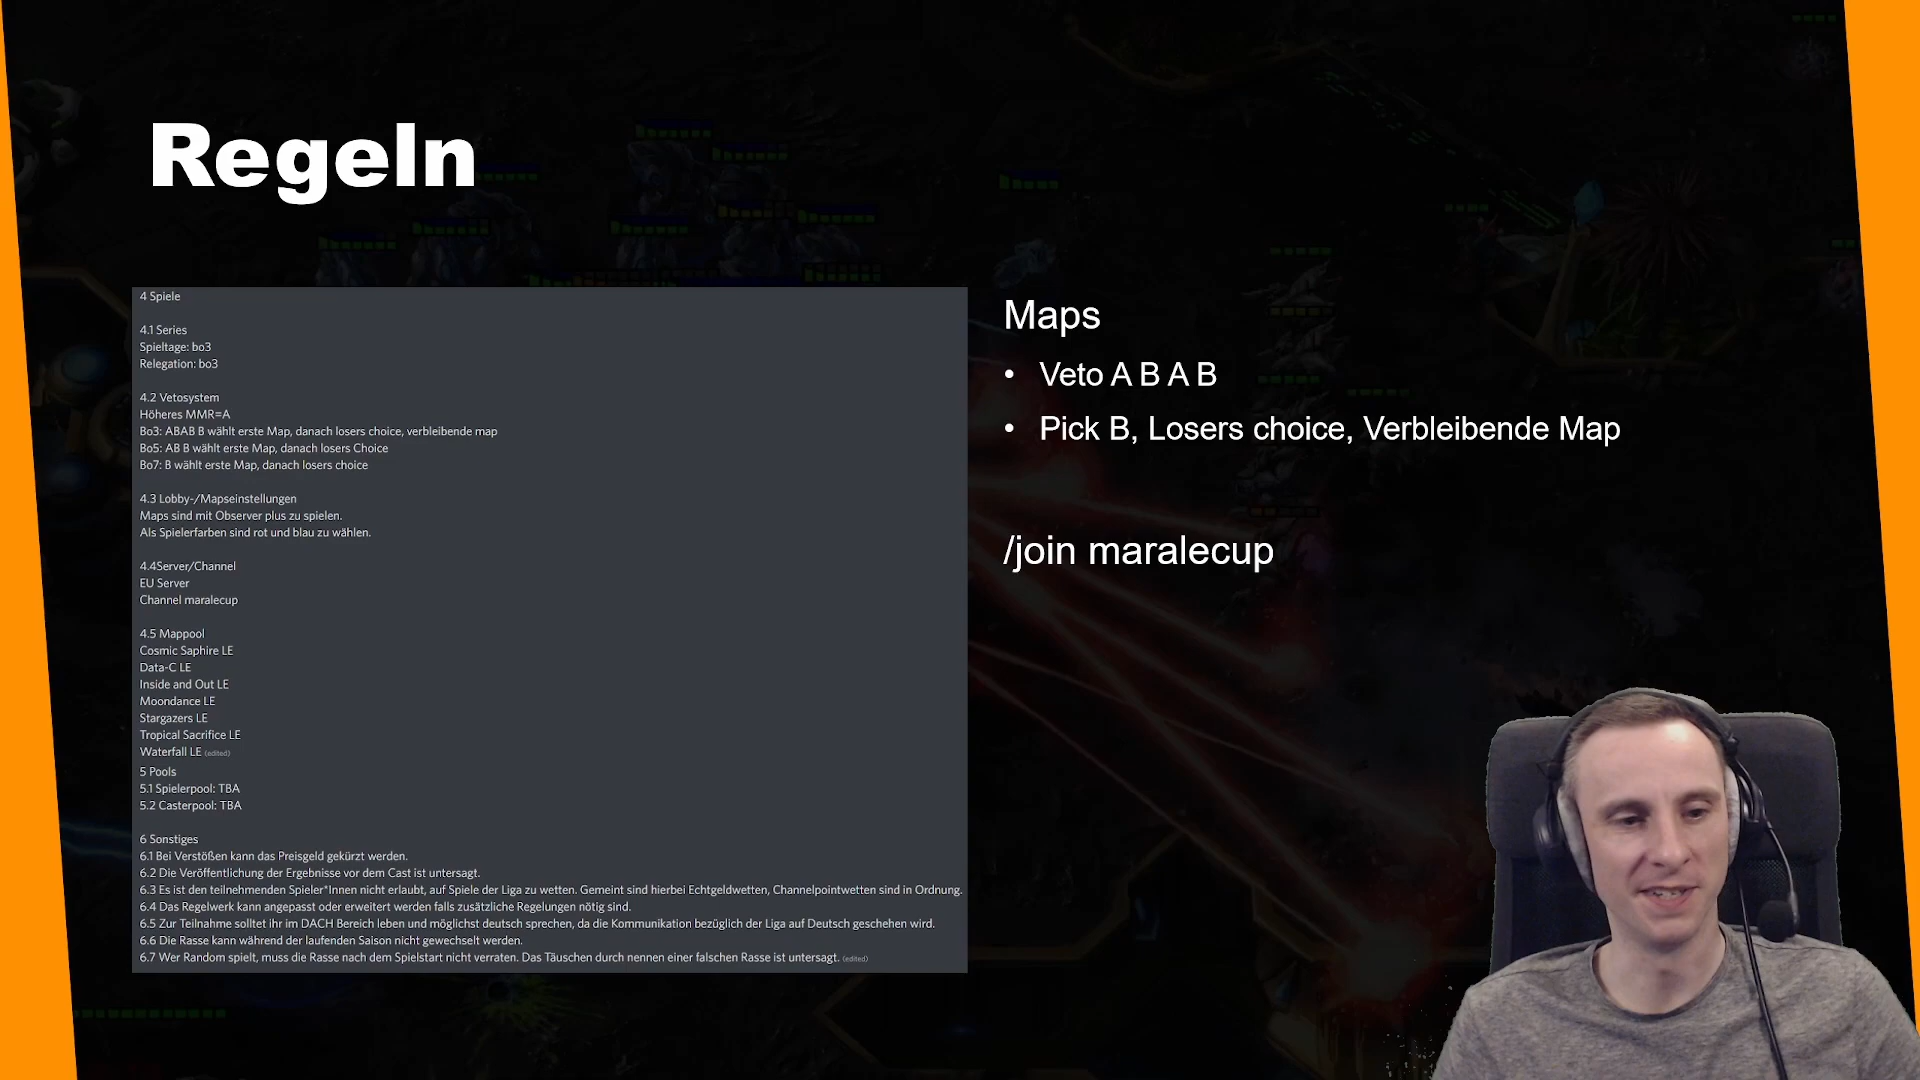 Regeln
4 Spiele
4.1 Series
Spieltage: bo3
Relegation: bo3
4.2 Vetosystem
Höheres MMR=A
Bo3: ABAB B wählt erste Map, danach losers choice, verbleibende map
Bo5: AB B wählt erste Map, danach losers Choice
Bo7: B wählt erste Map, danach losers choice
4.3 Lobby-/Mapseinstellungen
Maps sind mit Observer plus zu spielen.
Als Spielerfarben sind rot und blau zu wählen.
4.4Server/Channel
EU Server
Channel maralecup
4.5 Mappool
Cosmic Saphire LE
Data-C LE
Inside and Out LE
Moondance LE
Stargazers LE
Tropical Sacrifice LE
Waterfall LE (edited)
5 Pools
5.1 Spielerpool: TBA
5.2 Casterpool: TBA
6 Sonstiges
6.1 Bei Verstößen kann das Preisgeld gekürzt werden.
6.2 Die Veröffentlichung der Ergebnisse vor dem Cast ist untersagt.
6.3 Es ist den teilnehmenden Spieler*Innen nicht erlaubt, auf Spiele der Liga zu wetten. Gemeint sind hierbei Echtgeldwetten, Channelpointwetten sind in Ordnung.
6.4 Das Regelwerk kann angepasst oder erweitert werden falls zusätzliche Regelungen nötig sind.
6.5 Zur Teilnahme solltet ihr im DACH Bereich leben und möglichst deutsch sprechen, da die Kommunikation bezüglich der Liga auf Deutsch geschehen wird.
6.6 Die Rasse kann während der laufenden Saison nicht gewechselt werden.
6.7 Wer Random spielt, muss die Rasse nach dem Spielstart nicht verraten. Das Täuschen durch nennen einer falschen Rasse ist untersagt. (edited)
Maps
• Veto A B A B
• Pick B, Losers choice, Verbleibende Map
/join maralecup